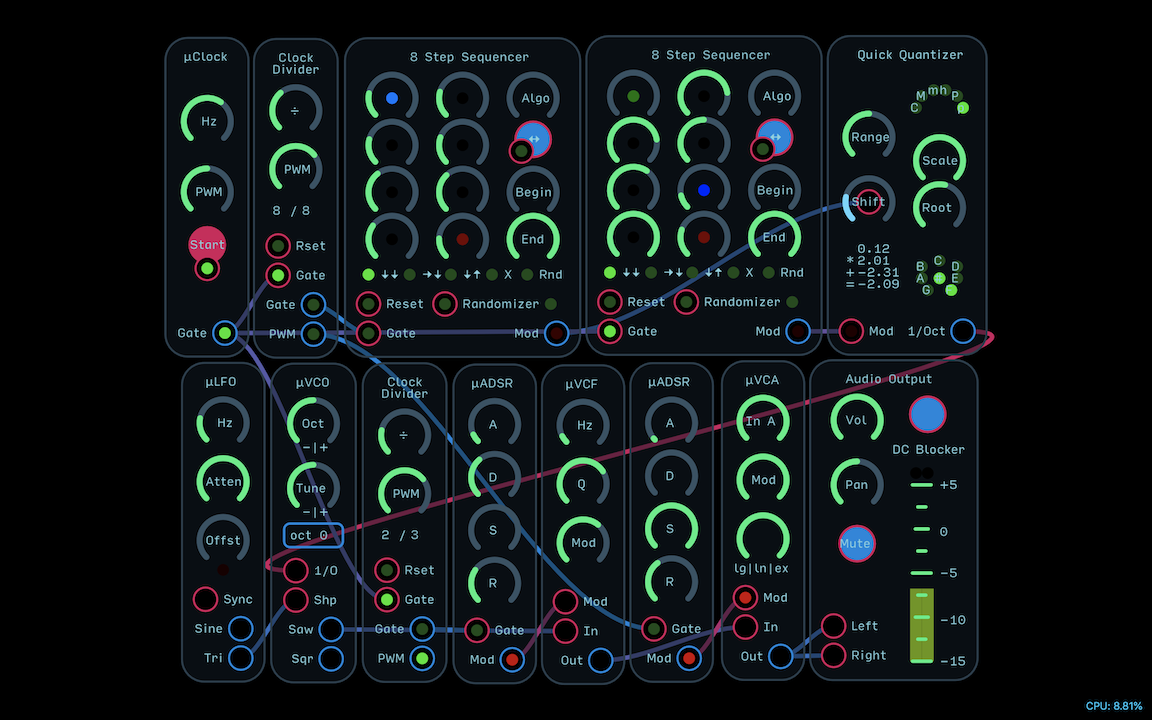 µClock
Hz
PWM
Start
Gate
Clock
Divider
÷
PWM
8 / 8
Rset
Gate
Gate
PWM
8 Step Sequencer
Algo
↔
Begin
End
↓↓ →↓ ↓↑ X Rnd
Reset Randomizer
Gate Mod
8 Step Sequencer
Algo
↔
Begin
End
↓↓ →↓ ↓↑ X Rnd
Reset Randomizer
Gate Mod
Quick Quantizer
C M m h P
Range
Scale
Shift
Root
0.12
*2.01
+-2.31
=-2.09
B C D
A E
G
Mod 1/Oct
µLFO
Hz
Atten
Offst
Sync
Sine
Tri
µVCO
Oct
-|+
Tune
-|+
oct 0
1/O
Shp
Saw
Sqr
Clock
Divider
÷
PWM
2 / 3
Rset
Gate
Gate
PWM
µADSR
A
D
S
R
Gate
Mod
µVCF
Hz
Q
Mod
Mod
In
Out
µADSR
A
D
S
R
Gate
Mod
µVCA
In A
Mod
lg|ln|ex
Mod
In
Out
Audio Output
Vol
DC Blocker
Pan
Mute
+5
0
-5
-10
-15
Left
Right
CPU: 8.81%